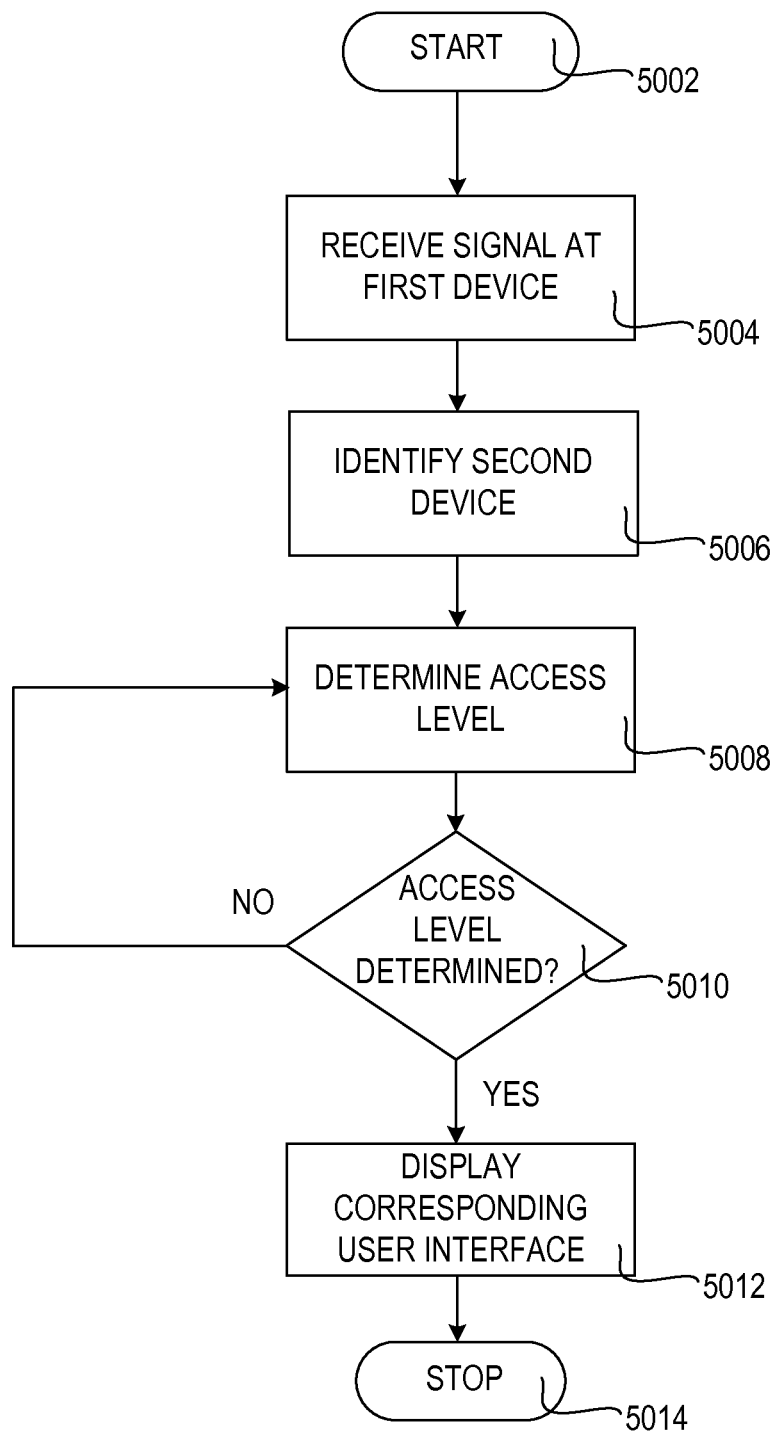 START
5002
RECEIVE SIGNAL AT
FIRST DEVICE
5004
IDENTIFY SECOND
DEVICE
5006
DETERMINE ACCESS
LEVEL
5008
NO
ACCESS
LEVEL
DETERMINED?
5010
YES
DISPLAY
CORRESPONDING
USER INTERFACE
5012
STOP
5014